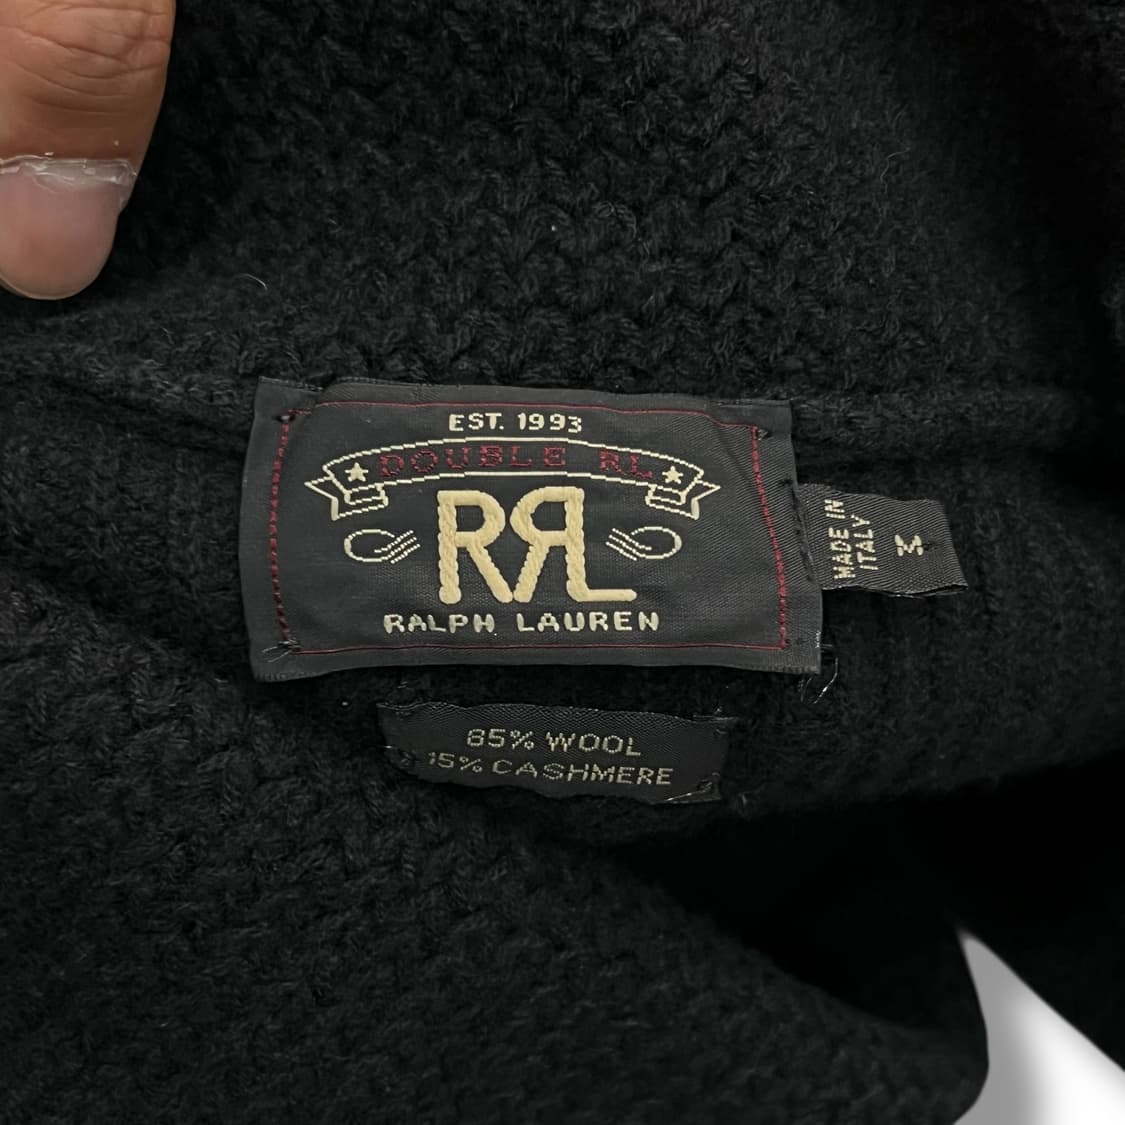 EST. 1993
DOUBLE RL
RRL
RALPH LAUREN
MADE IN
ITALY
M
85% WOOL
15% CASHMERE